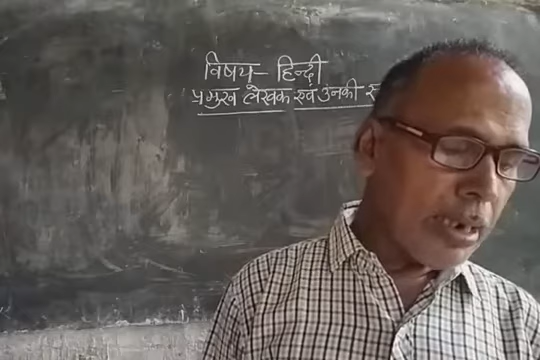 विषय - हिन्दी
प्रमुख लेखक एवं उनकी